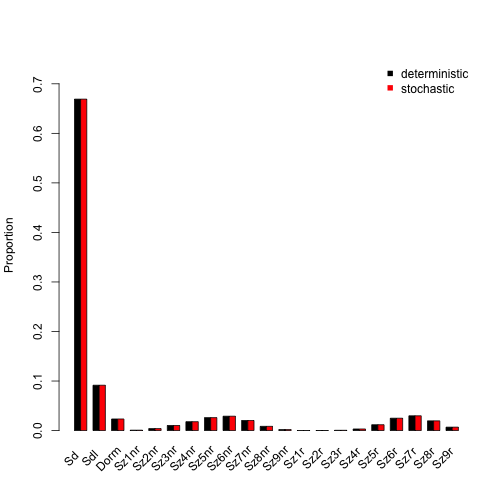 deterministic
stochastic
Proportion
0.7
0.6
0.5
0.4
0.3
0.2
0.1
0.0
Sd Sdl Dorm Sz1nr Sz2nr Sz3nr Sz4nr Sz5nr Sz6nr Sz7nr Sz8nr Sz9nr Sz1r Sz2r Sz3r Sz4r Sz5r Sz6r Sz7r Sz8r Sz9r